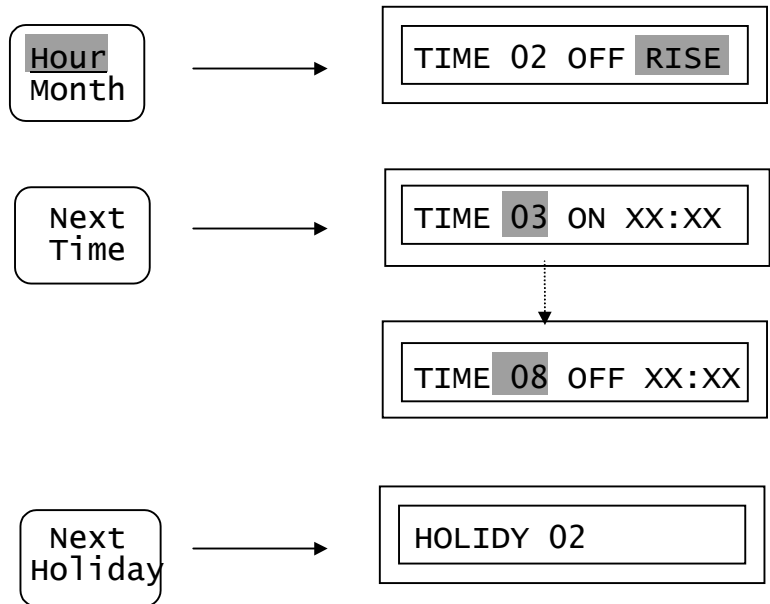 Hour
Month
TIME 02 OFF RISE
Next
Time
TIME 03 ON XX:XX
TIME 08 OFF XX:XX
Next
Holiday
HOLIDY 02